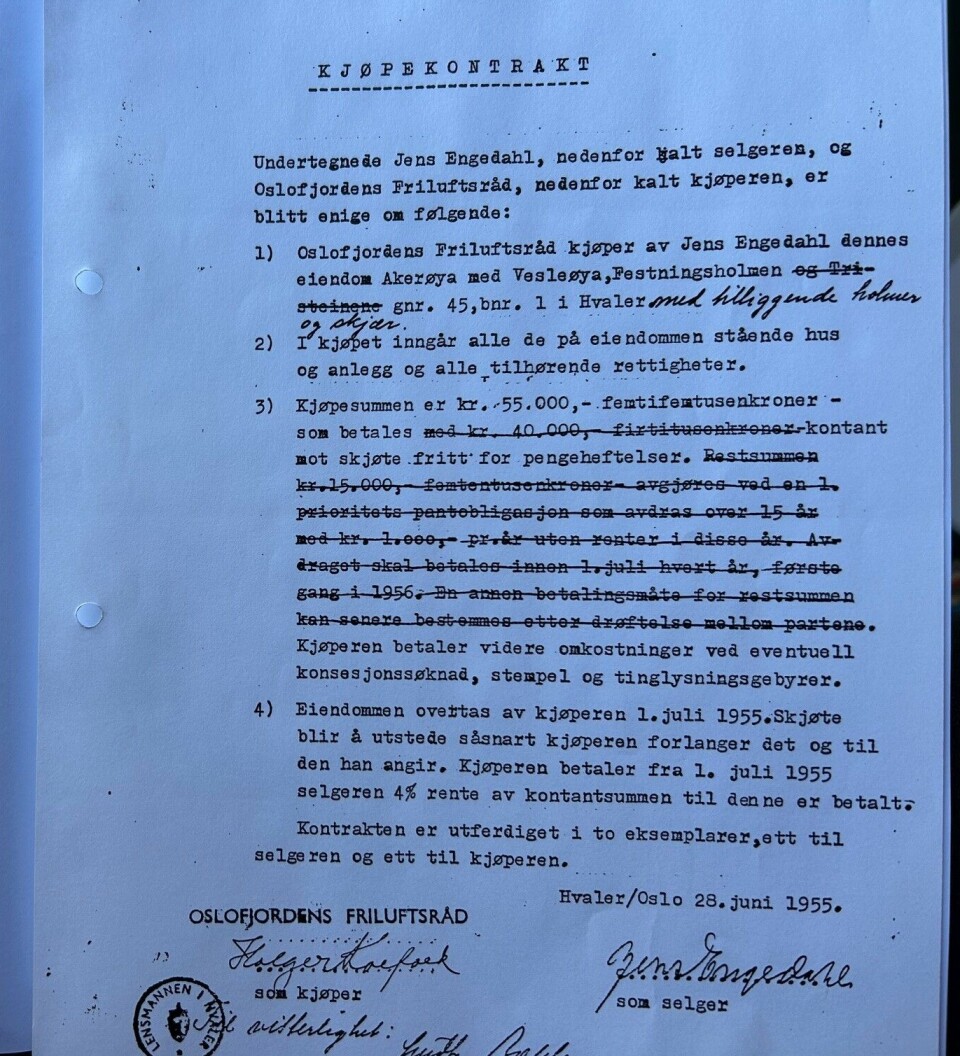 KJØPEKONTRAKT
Undertegnede Jens Engedahl, nedenfor kalt selgeren, og
Oslofjordens Friluftsråd, nedenfor kalt kjøperen, er
blitt enige om følgende:
1) Oslofjordens Friluftsråd kjøper av Jens Engedahl dennes
eiendom Akerøya med Vesleøya,Festningsholmen og Tri-
steinene gnr. 45,bnr. 1 i Hvaler med tilliggende holmer
og skjær.
2) I kjøpet inngår alle de på eiendommen stående hus
og anlegg og alle tilhørende rettigheter.
3) Kjøpesummen er kr. 55.000,- femtifemtusenkroner -
som betales med kr. 40.000,- firtitusenkroner-kontant
mot skjøte fritt for pengeheftelser. Restsummen
kr.15.000,- femtentusenkroner- avgjøres ved en 1.
prioritets pantobligasjon som avdras over 15 år
med kr. 1.000,- pr.år uten renter i disse år. Av-
draget skal betales innen 1.juli hvert år, første
gang i 1956. En annen betalingsmåte for restsummen
kan senere bestemmes etter drøftelse mellom partene.
Kjøperen betaler videre omkostninger ved eventuell
konsesjonssøknad, stempel og tinglysningsgebyrer.
4) Eiendommen overtas av kjøperen 1.juli 1955.Skjøte
blir å utstede såsnart kjøperen forlanger det og til
den han angir. Kjøperen betaler fra 1. juli 1955
selgeren 4% rente av kontantsummen til denne er betalt.
Kontrakten er utferdiget i to eksemplarer,ett til
selgeren og ett til kjøperen.
Hvaler/Oslo 28.juni 1955.
OSLOFJORDENS FRILUFTSRÅD
Holger Koefoed
Jens Engedahl
som kjøper
som selger
LENSMANNEN I HVALER
Til vitterlighet: